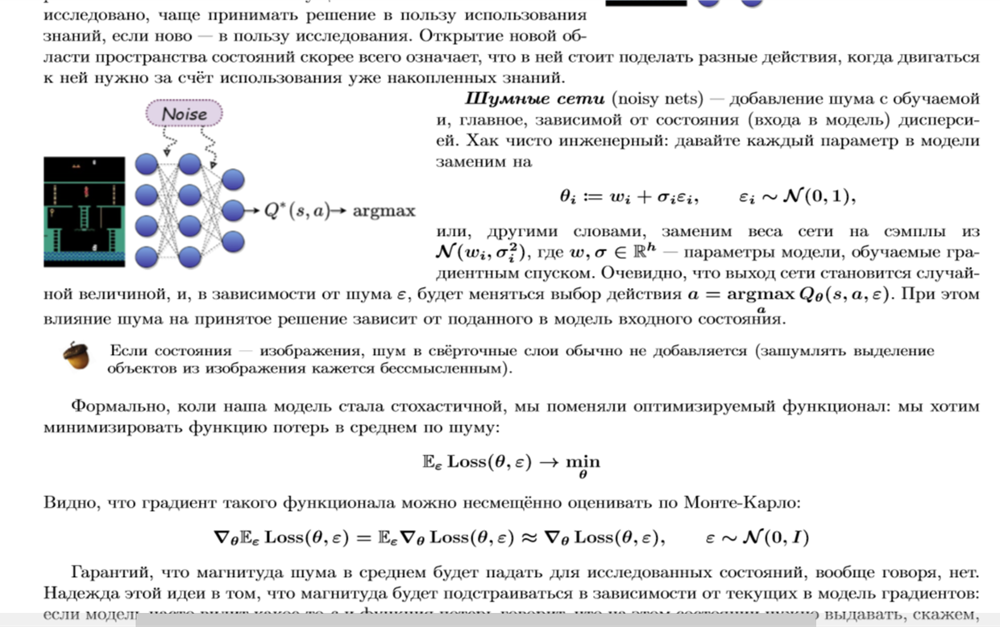 исследовано, чаще принимать решение в пользу использования
знаний, если ново — в пользу исследования. Открытие новой об-
ласти пространства состояний скорее всего означает, что в ней стоит поделать разные действия, когда двигаться
к ней нужно за счёт использования уже накопленных знаний.
Noise
Q*(s, a) → argmax
Шумные сети (noisy nets) — добавление шума с обучаемой
и, главное, зависимой от состояния (входа в модель) дисперси-
ей. Хак чисто инженерный: давайте каждый параметр в модели
заменим на
θᵢ := wᵢ + σᵢεᵢ, εᵢ ∼ 𝒩(0, 1),
или, другими словами, заменим веса сети на сэмплы из
𝒩(wᵢ, σᵢ²), где w, σ ∈ ℝʰ — параметры модели, обучаемые гра-
диентным спуском. Очевидно, что выход сети становится случай-
ной величиной, и, в зависимости от шума ε, будет меняться выбор действия a = argmax Q_θ(s, a, ε). При этом
a
влияние шума на принятое решение зависит от поданного в модель входного состояния.
Если состояния — изображения, шум в свёрточные слои обычно не добавляется (зашумлять выделение
объектов из изображения кажется бессмысленным).
Формально, коли наша модель стала стохастичной, мы поменяли оптимизируемый функционал: мы хотим
минимизировать функцию потерь в среднем по шуму:
𝔼_ε Loss(θ, ε) → min
θ
Видно, что градиент такого функционала можно несмещённо оценивать по Монте-Карло:
∇_θ𝔼_ε Loss(θ, ε) = 𝔼_ε∇_θ Loss(θ, ε) ≈ ∇_θ Loss(θ, ε), ε ∼ 𝒩(0, I)
Гарантий, что магнитуда шума в среднем будет падать для исследованных состояний, вообще говоря, нет.
Надежда этой идеи в том, что магнитуда будет подстраиваться в зависимости от текущих в модель градиентов:
если выдавать, скажем,